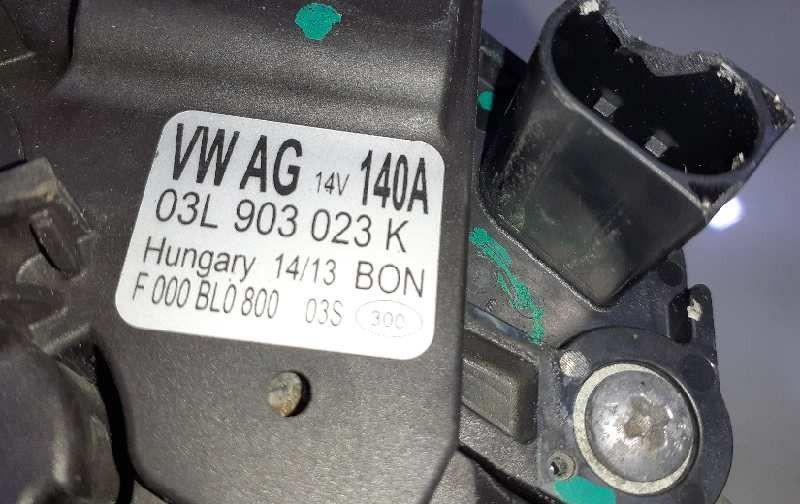 VW AG 14V 140A
03L 903 023 K
Hungary 14/13 BON
F 000 BL0 800 03S 300